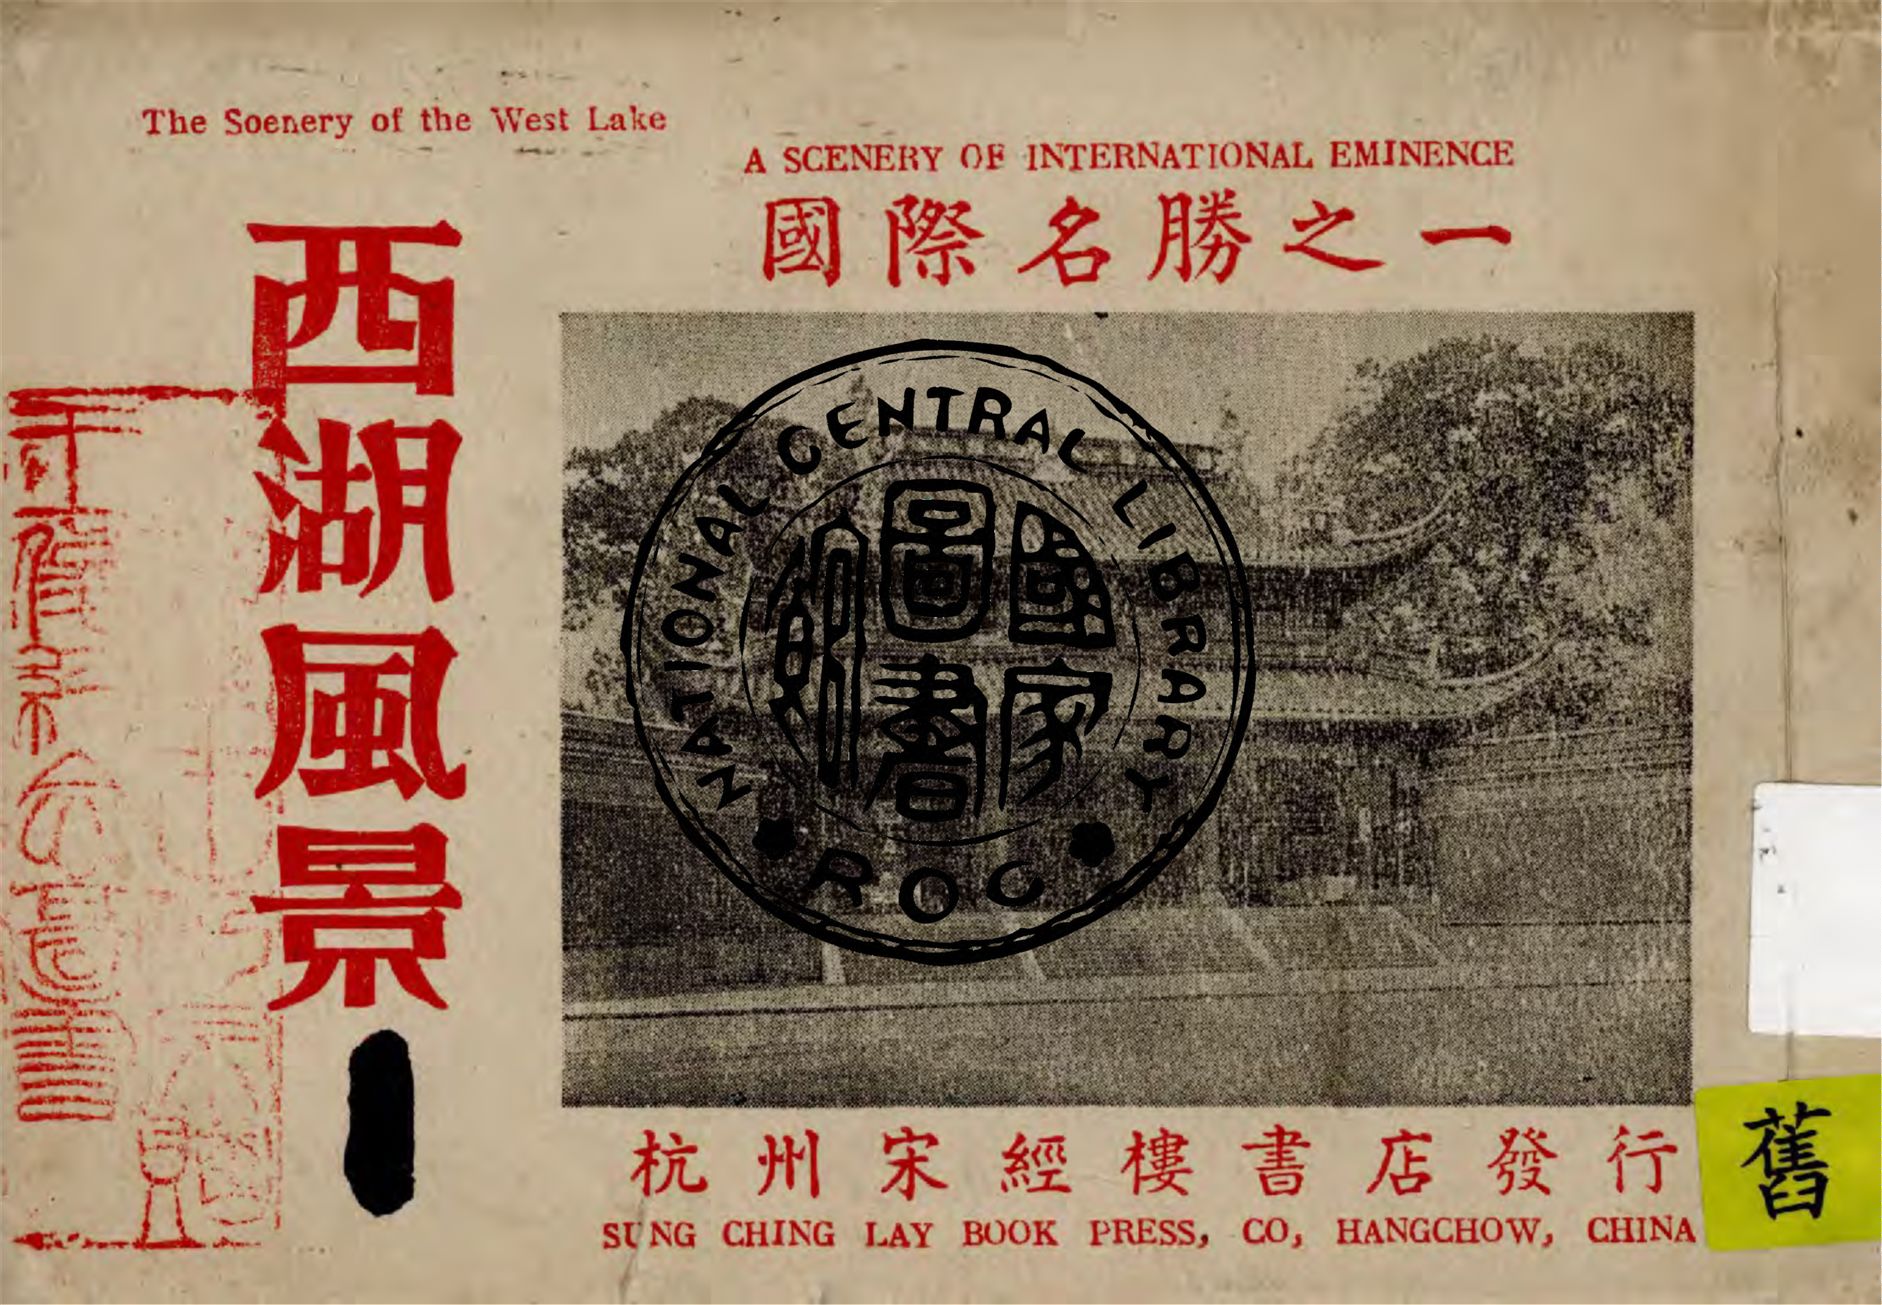 The Soenery of the West Lake
A SCENERY OF INTERNATIONAL EMINENCE
國際名勝之一
西湖風景
NATIONAL CENTRAL LIBRARY
國家
圖書
館
ROC
杭州宋經樓書店發行
SUNG CHING LAY BOOK PRESS, CO, HANGCHOW, CHINA
舊